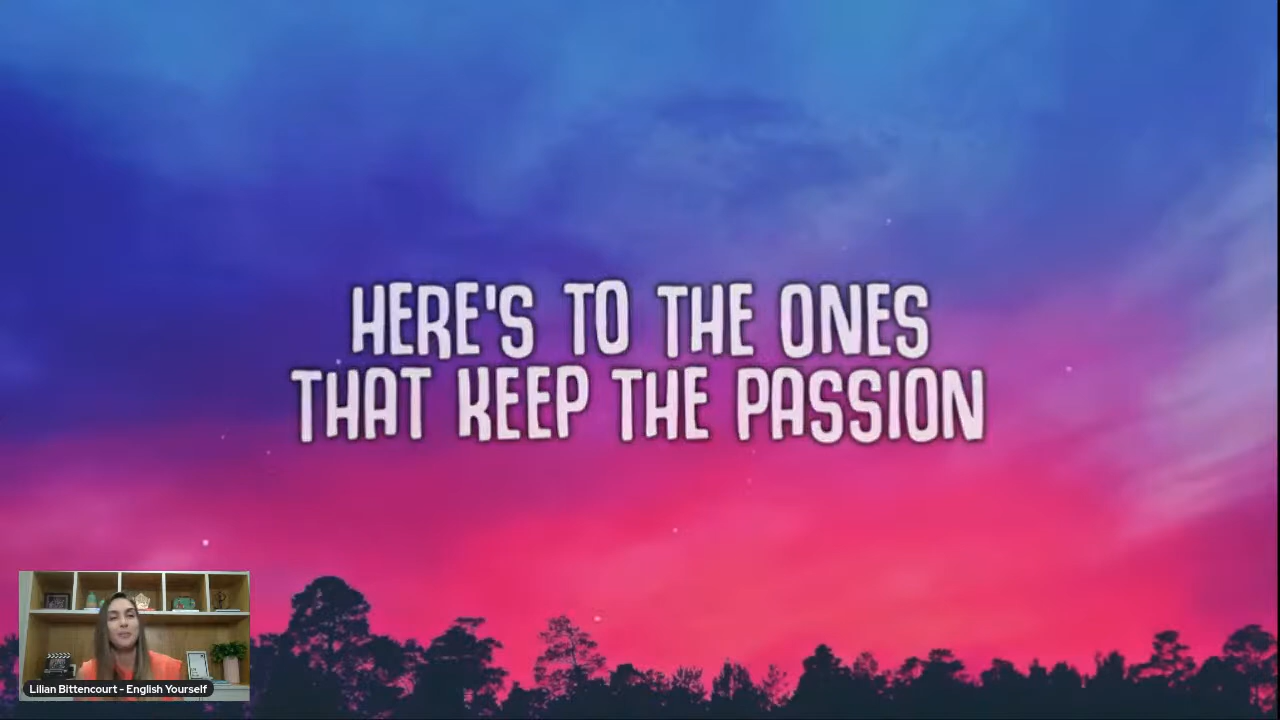 HERE'S TO THE ONES
THAT KEEP THE PASSION
Lilian Bittencourt - English Yourself